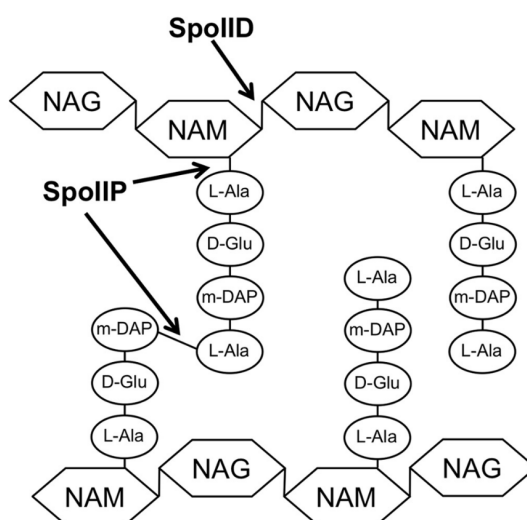 SpoIID
NAG
NAM
NAG
NAM
SpoIIP
L-Ala
D-Glu
m-DAP
L-Ala
L-Ala
D-Glu
m-DAP
L-Ala
L-Ala
m-DAP
D-Glu
L-Ala
m-DAP
D-Glu
L-Ala
NAM
NAG
NAM
NAG